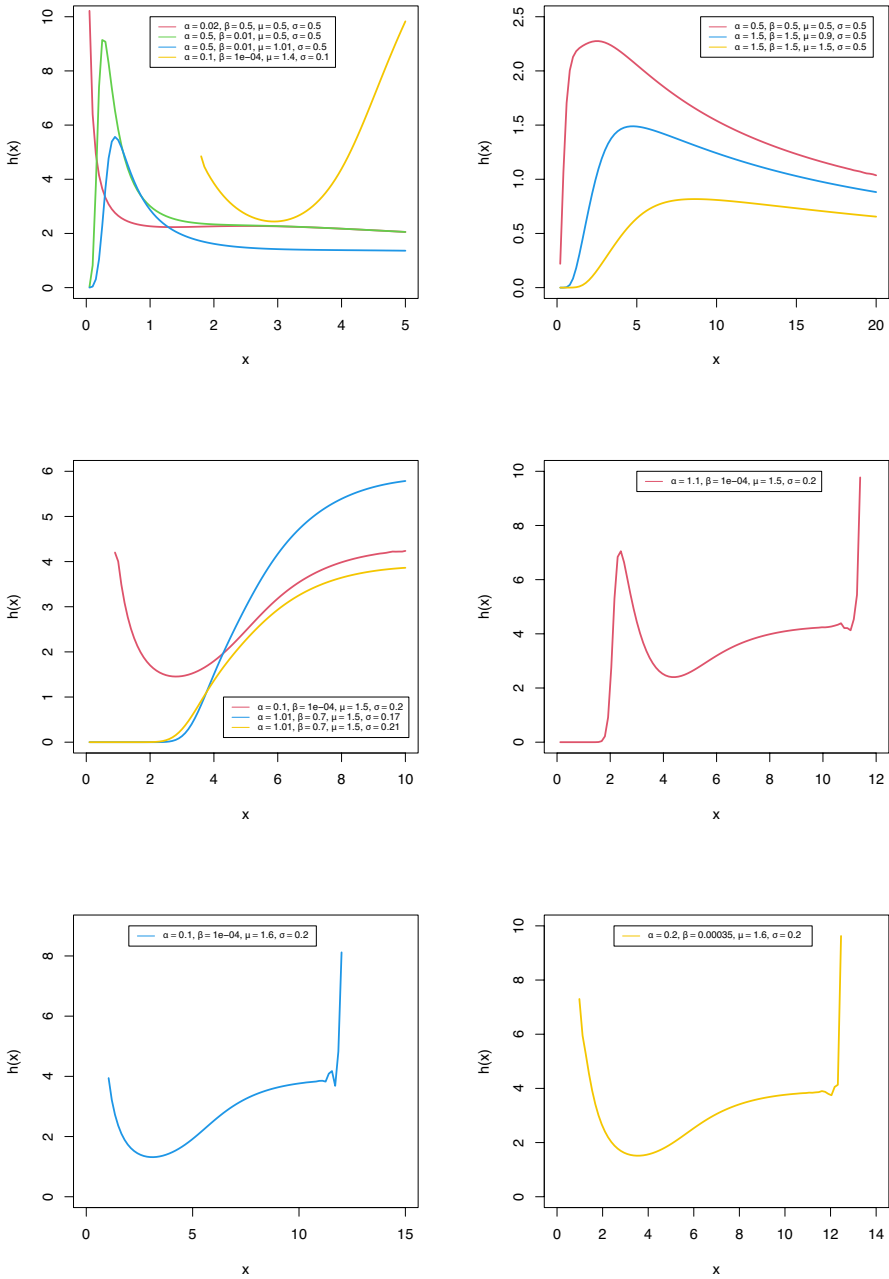 α = 0.02, β = 0.5, μ = 0.5, σ = 0.5
α = 0.5, β = 0.01, μ = 0.5, σ = 0.5
α = 0.5, β = 0.01, μ = 1.01, σ = 0.5
α = 0.1, β = 1e−04, μ = 1.4, σ = 0.1
h(x)
10
8
6
4
2
0
0 1 2 3 4 5
x
α = 0.5, β = 0.5, μ = 0.5, σ = 0.5
α = 1.5, β = 1.5, μ = 0.9, σ = 0.5
α = 1.5, β = 1.5, μ = 1.5, σ = 0.5
h(x)
2.5
2.0
1.5
1.0
0.5
0.0
0 5 10 15 20
x
h(x)
6
5
4
3
2
1
0
α = 0.1, β = 1e−04, μ = 1.5, σ = 0.2
α = 1.01, β = 0.7, μ = 1.5, σ = 0.17
α = 1.01, β = 0.7, μ = 1.5, σ = 0.21
0 2 4 6 8 10
x
α = 1.1, β = 1e−04, μ = 1.5, σ = 0.2
h(x)
10
8
6
4
2
0
0 2 4 6 8 10 12
x
α = 0.1, β = 1e−04, μ = 1.6, σ = 0.2
h(x)
8
6
4
2
0
0 5 10 15
x
α = 0.2, β = 0.00035, μ = 1.6, σ = 0.2
h(x)
10
8
6
4
2
0
0 2 4 6 8 10 12 14
x